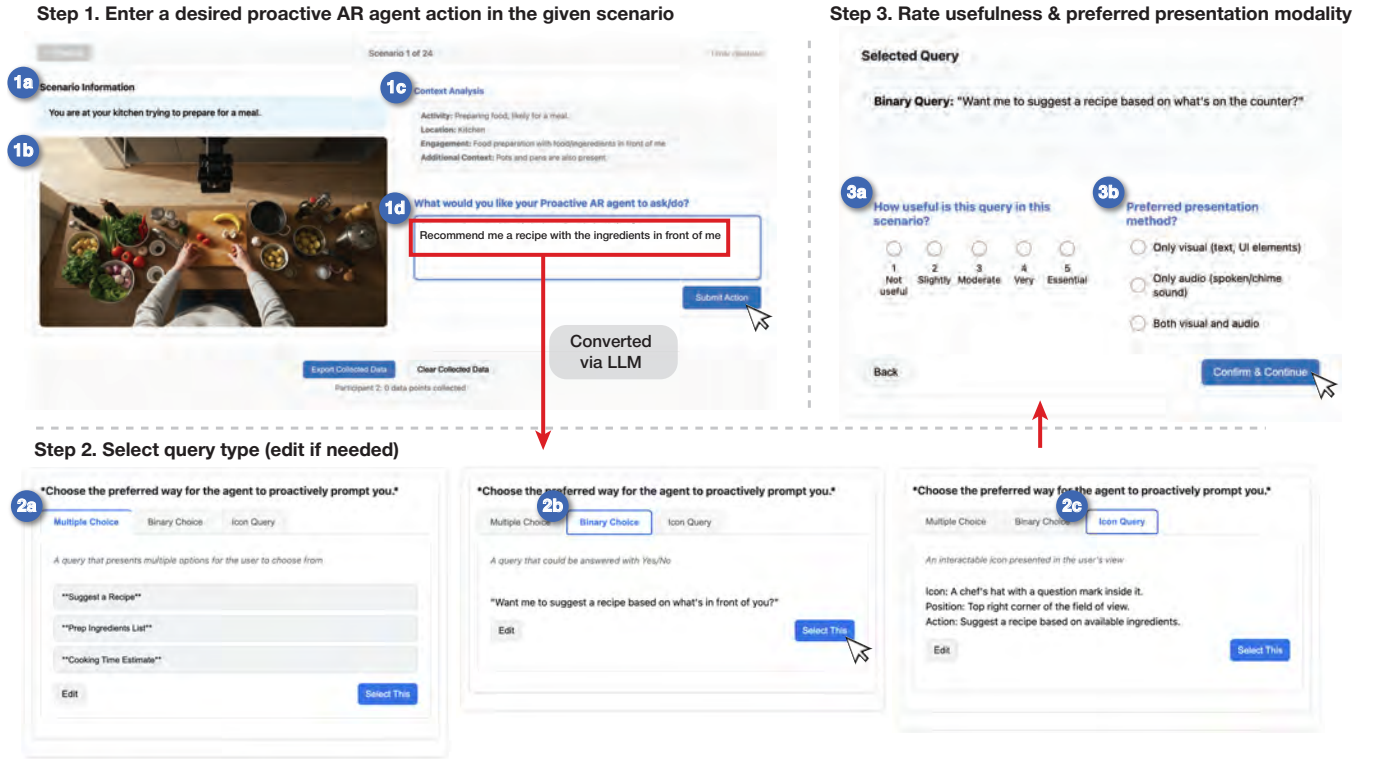 Step 1. Enter a desired proactive AR agent action in the given scenario
Scenario 1 of 24
1a
Scenario Information
You are at your kitchen trying to prepare for a meal.
1b
1c
Context Analysis
Activity: Preparing food, likely for a meal.
Location: Kitchen
Engagement: Food preparation with food/ingredients in front of me
Additional Context: Pots and pans are also present
1d
What would you like your Proactive AR agent to ask/do?
Recommend me a recipe with the ingredients in front of me
Submit Action
Converted
via LLM
Export Collected Data
Clear Collected Data
Participant 2: 0 data points collected
Step 3. Rate usefulness & preferred presentation modality
Selected Query
Binary Query: "Want me to suggest a recipe based on what's on the counter?"
3a
How useful is this query in this
scenario?
1 2 3 4 5
Not Slightly Moderate Very Essential
useful
3b
Preferred presentation
method?
Only visual (text, UI elements)
Only audio (spoken/chime
sound)
Both visual and audio
Back
Confirm & Continue
Step 2. Select query type (edit if needed)
2a
*Choose the preferred way for the agent to proactively prompt you.*
Multiple Choice Binary Choice Icon Query
A query that presents multiple options for the user to choose from
**Suggest a Recipe**
**Prep Ingredients List**
**Cooking Time Estimate**
Edit
Select This
*Choose the preferred way for the agent to proactively prompt you.*
2b
Multiple Choice Binary Choice Icon Query
A query that could be answered with Yes/No
"Want me to suggest a recipe based on what's in front of you?"
Edit
Select This
*Choose the preferred way for the agent to proactively prompt you.*
2c
Multiple Choice Binary Choice Icon Query
An interactable icon presented in the user's view
Icon: A chef's hat with a question mark inside it.
Position: Top right corner of the field of view.
Action: Suggest a recipe based on available ingredients.
Edit
Select This